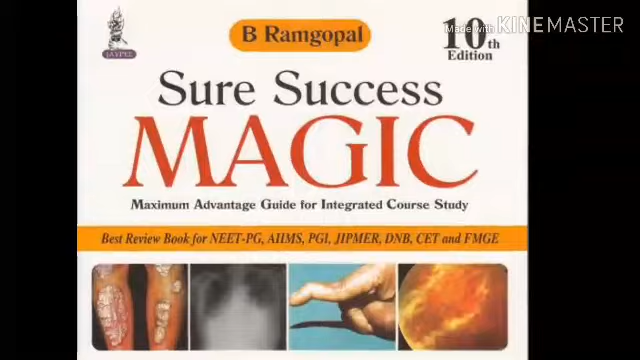 JAYPEE
B Ramgopal
10th
Edition
Made with KINEMASTER
Sure Success
MAGIC
Maximum Advantage Guide for Integrated Course Study
Best Review Book for NEET-PG, AIIMS, PGI, JIPMER, DNB, CET and FMGE